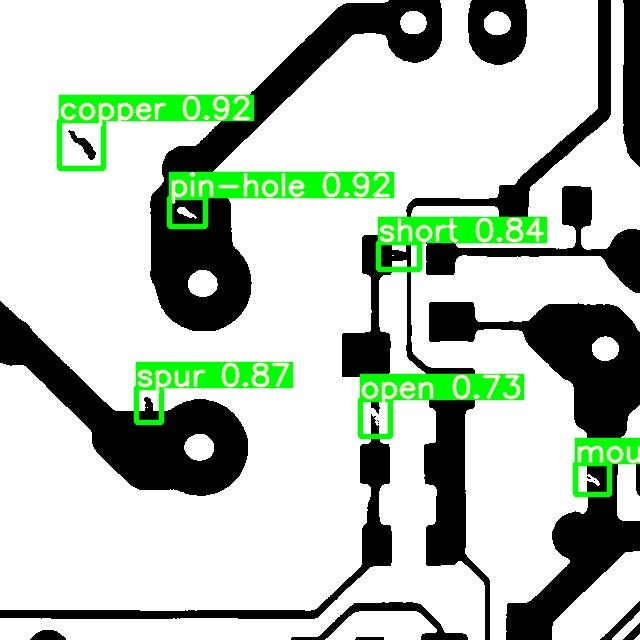 copper 0.92
pin-hole 0.92
short 0.84
spur 0.87
open 0.73
mou